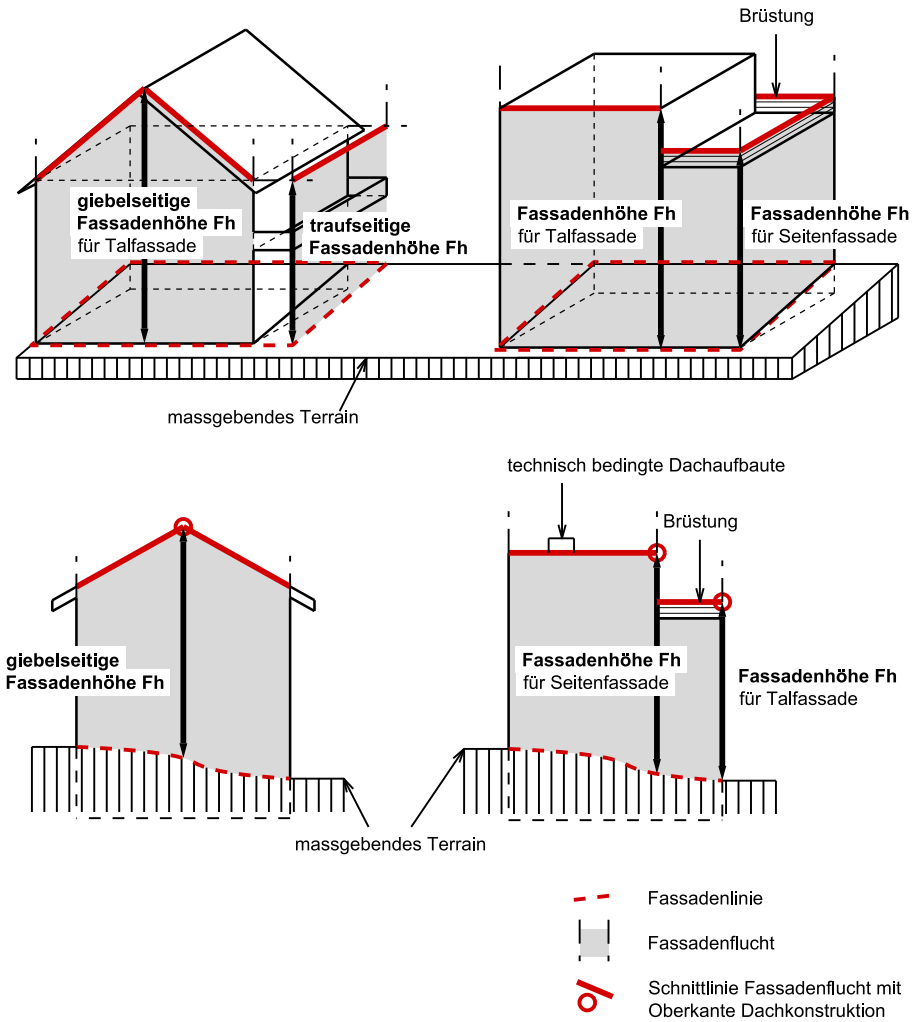 Brüstung
giebelseitige
Fassadenhöhe Fh
für Talfassade
traufseitige
Fassadenhöhe Fh
Fassadenhöhe Fh
für Talfassade
Fassadenhöhe Fh
für Seitenfassade
massgebendes Terrain
technisch bedingte Dachaufbaute
Brüstung
giebelseitige
Fassadenhöhe Fh
Fassadenhöhe Fh
für Seitenfassade
Fassadenhöhe Fh
für Talfassade
massgebendes Terrain
Fassadenlinie
Fassadenflucht
Schnittlinie Fassadenflucht mit
Oberkante Dachkonstruktion